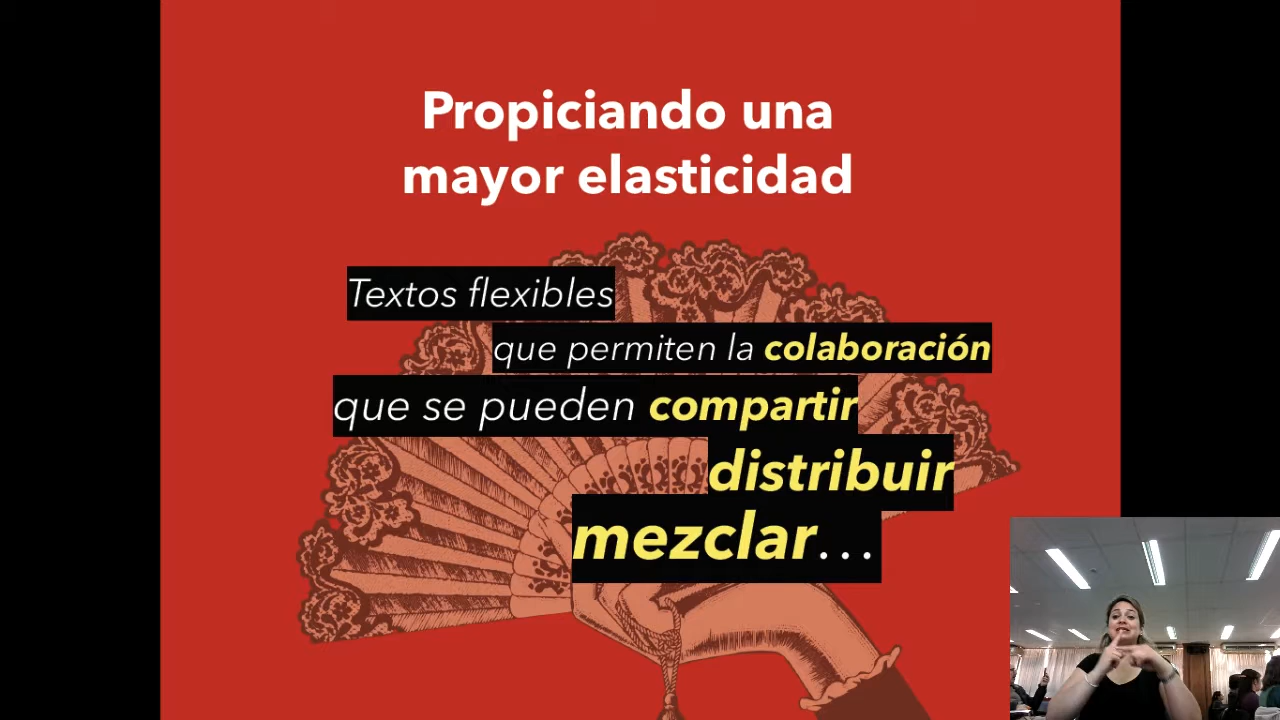 Propiciando una
mayor elasticidad
Textos flexibles
que permiten la colaboración
que se pueden compartir
distribuir
mezclar...